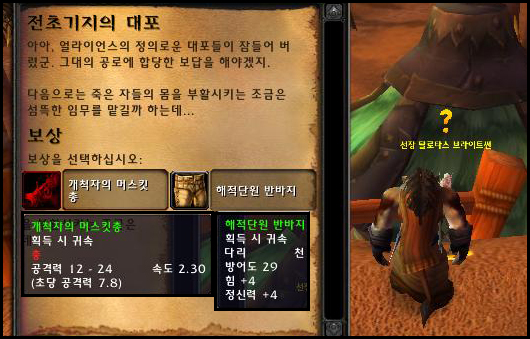 전초기지의 대포
아아, 얼라이언스의 정의로운 대포들이 잠들어 버
렸군. 그대의 공로에 합당한 보답을 해야겠지.
다음으로는 죽은 자들의 몸을 부활시키는 조금은
섬뜩한 임무를 맡길까 하는데...
보상
보상을 선택하십시오:
개척자의 머스킷
총
해적단원 반바지
개척자의 머스킷총
획득 시 귀속
총
공격력 12 - 24 속도 2.30
(초당 공격력 7.8)
해적단원 반바지
획득 시 귀속
다리 천
방어도 29
힘 +4
정신력 +4
?
선장 탈로타스 브라이트썬